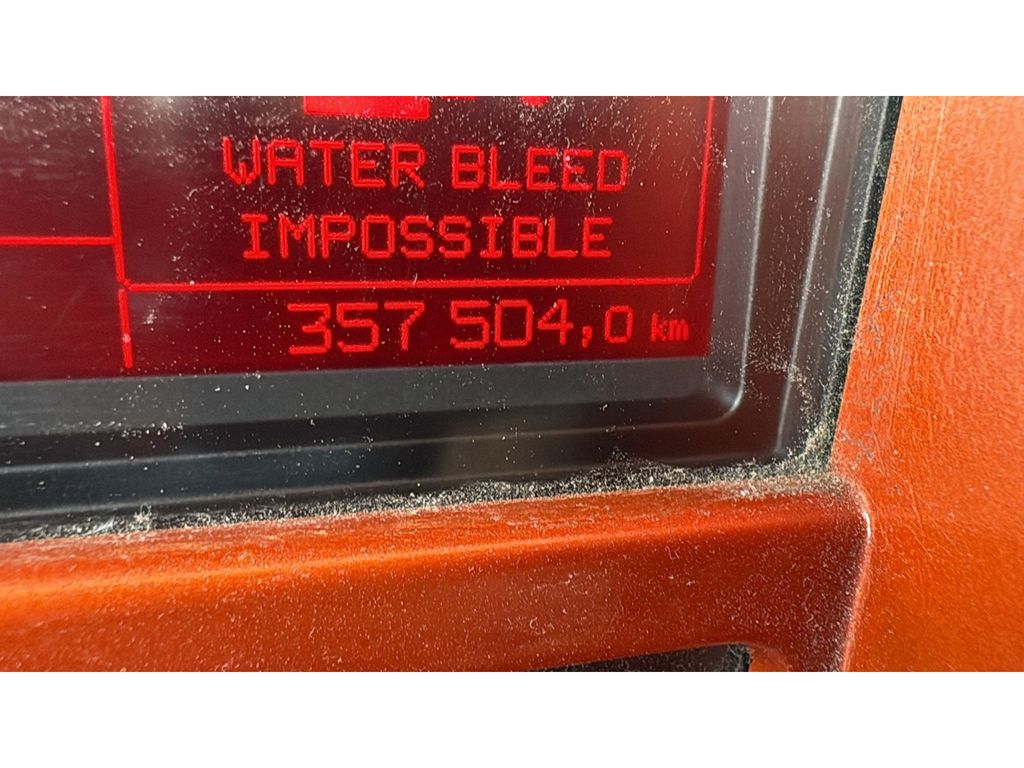 WATER BLEED
IMPOSSIBLE
357 504,0 km